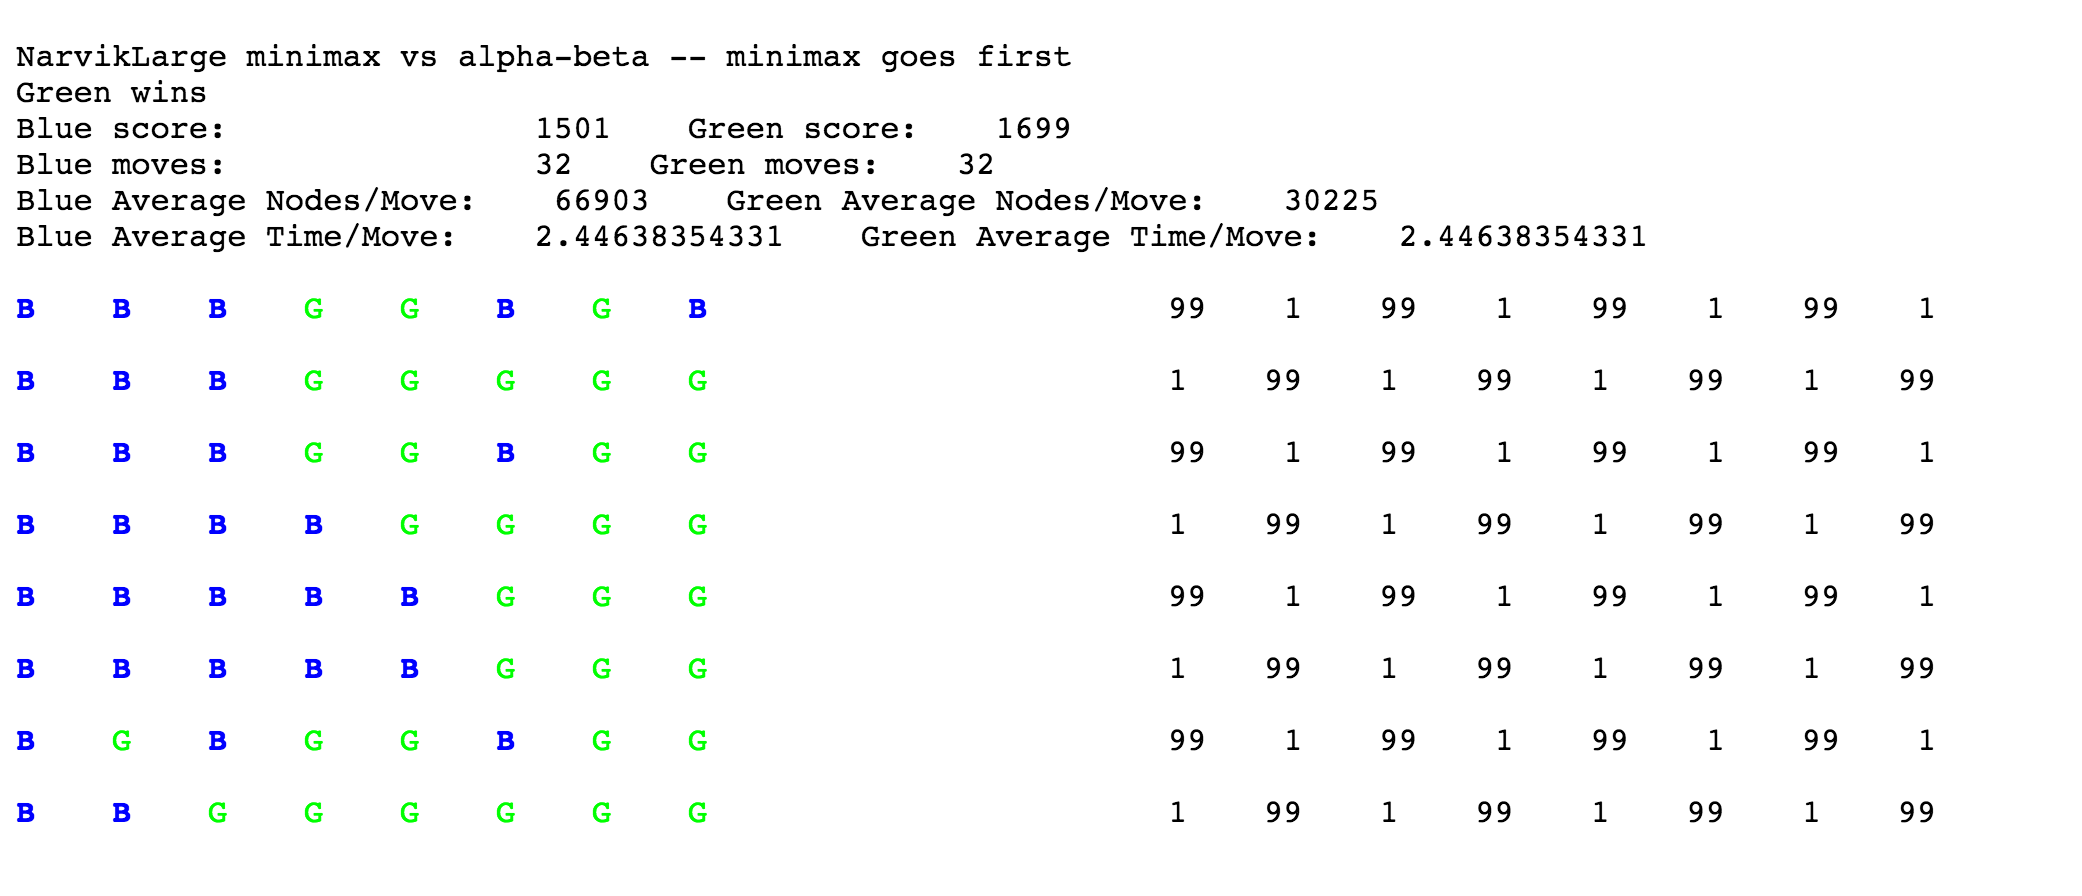 NarvikLarge minimax vs alpha-beta -- minimax goes first
Green wins
Blue score: 1501 Green score: 1699
Blue moves: 32 Green moves: 32
Blue Average Nodes/Move: 66903 Green Average Nodes/Move: 30225
Blue Average Time/Move: 2.44638354331 Green Average Time/Move: 2.44638354331
B B B G G B G B 99 1 99 1 99 1 99 1
B B B G G G G G 1 99 1 99 1 99 1 99
B B B G G B G G 99 1 99 1 99 1 99 1
B B B B G G G G 1 99 1 99 1 99 1 99
B B B B B G G G 99 1 99 1 99 1 99 1
B B B B B G G G 1 99 1 99 1 99 1 99
B G B G G B G G 99 1 99 1 99 1 99 1
B B G G G G G G 1 99 1 99 1 99 1 99